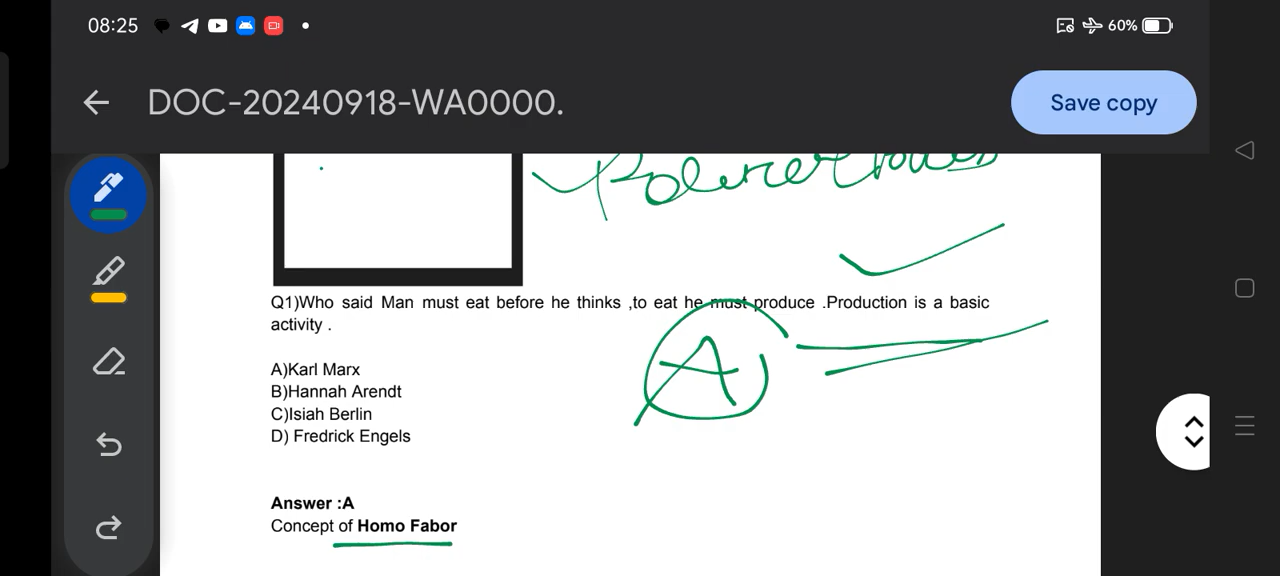 08:25
60%
DOC-20240918-WA0000.
Save copy
Q1)Who said Man must eat before he thinks ,to eat he must produce .Production is a basic
activity .
A
A)Karl Marx
B)Hannah Arendt
C)Isiah Berlin
D) Fredrick Engels
Answer :A
Concept of Homo Fabor